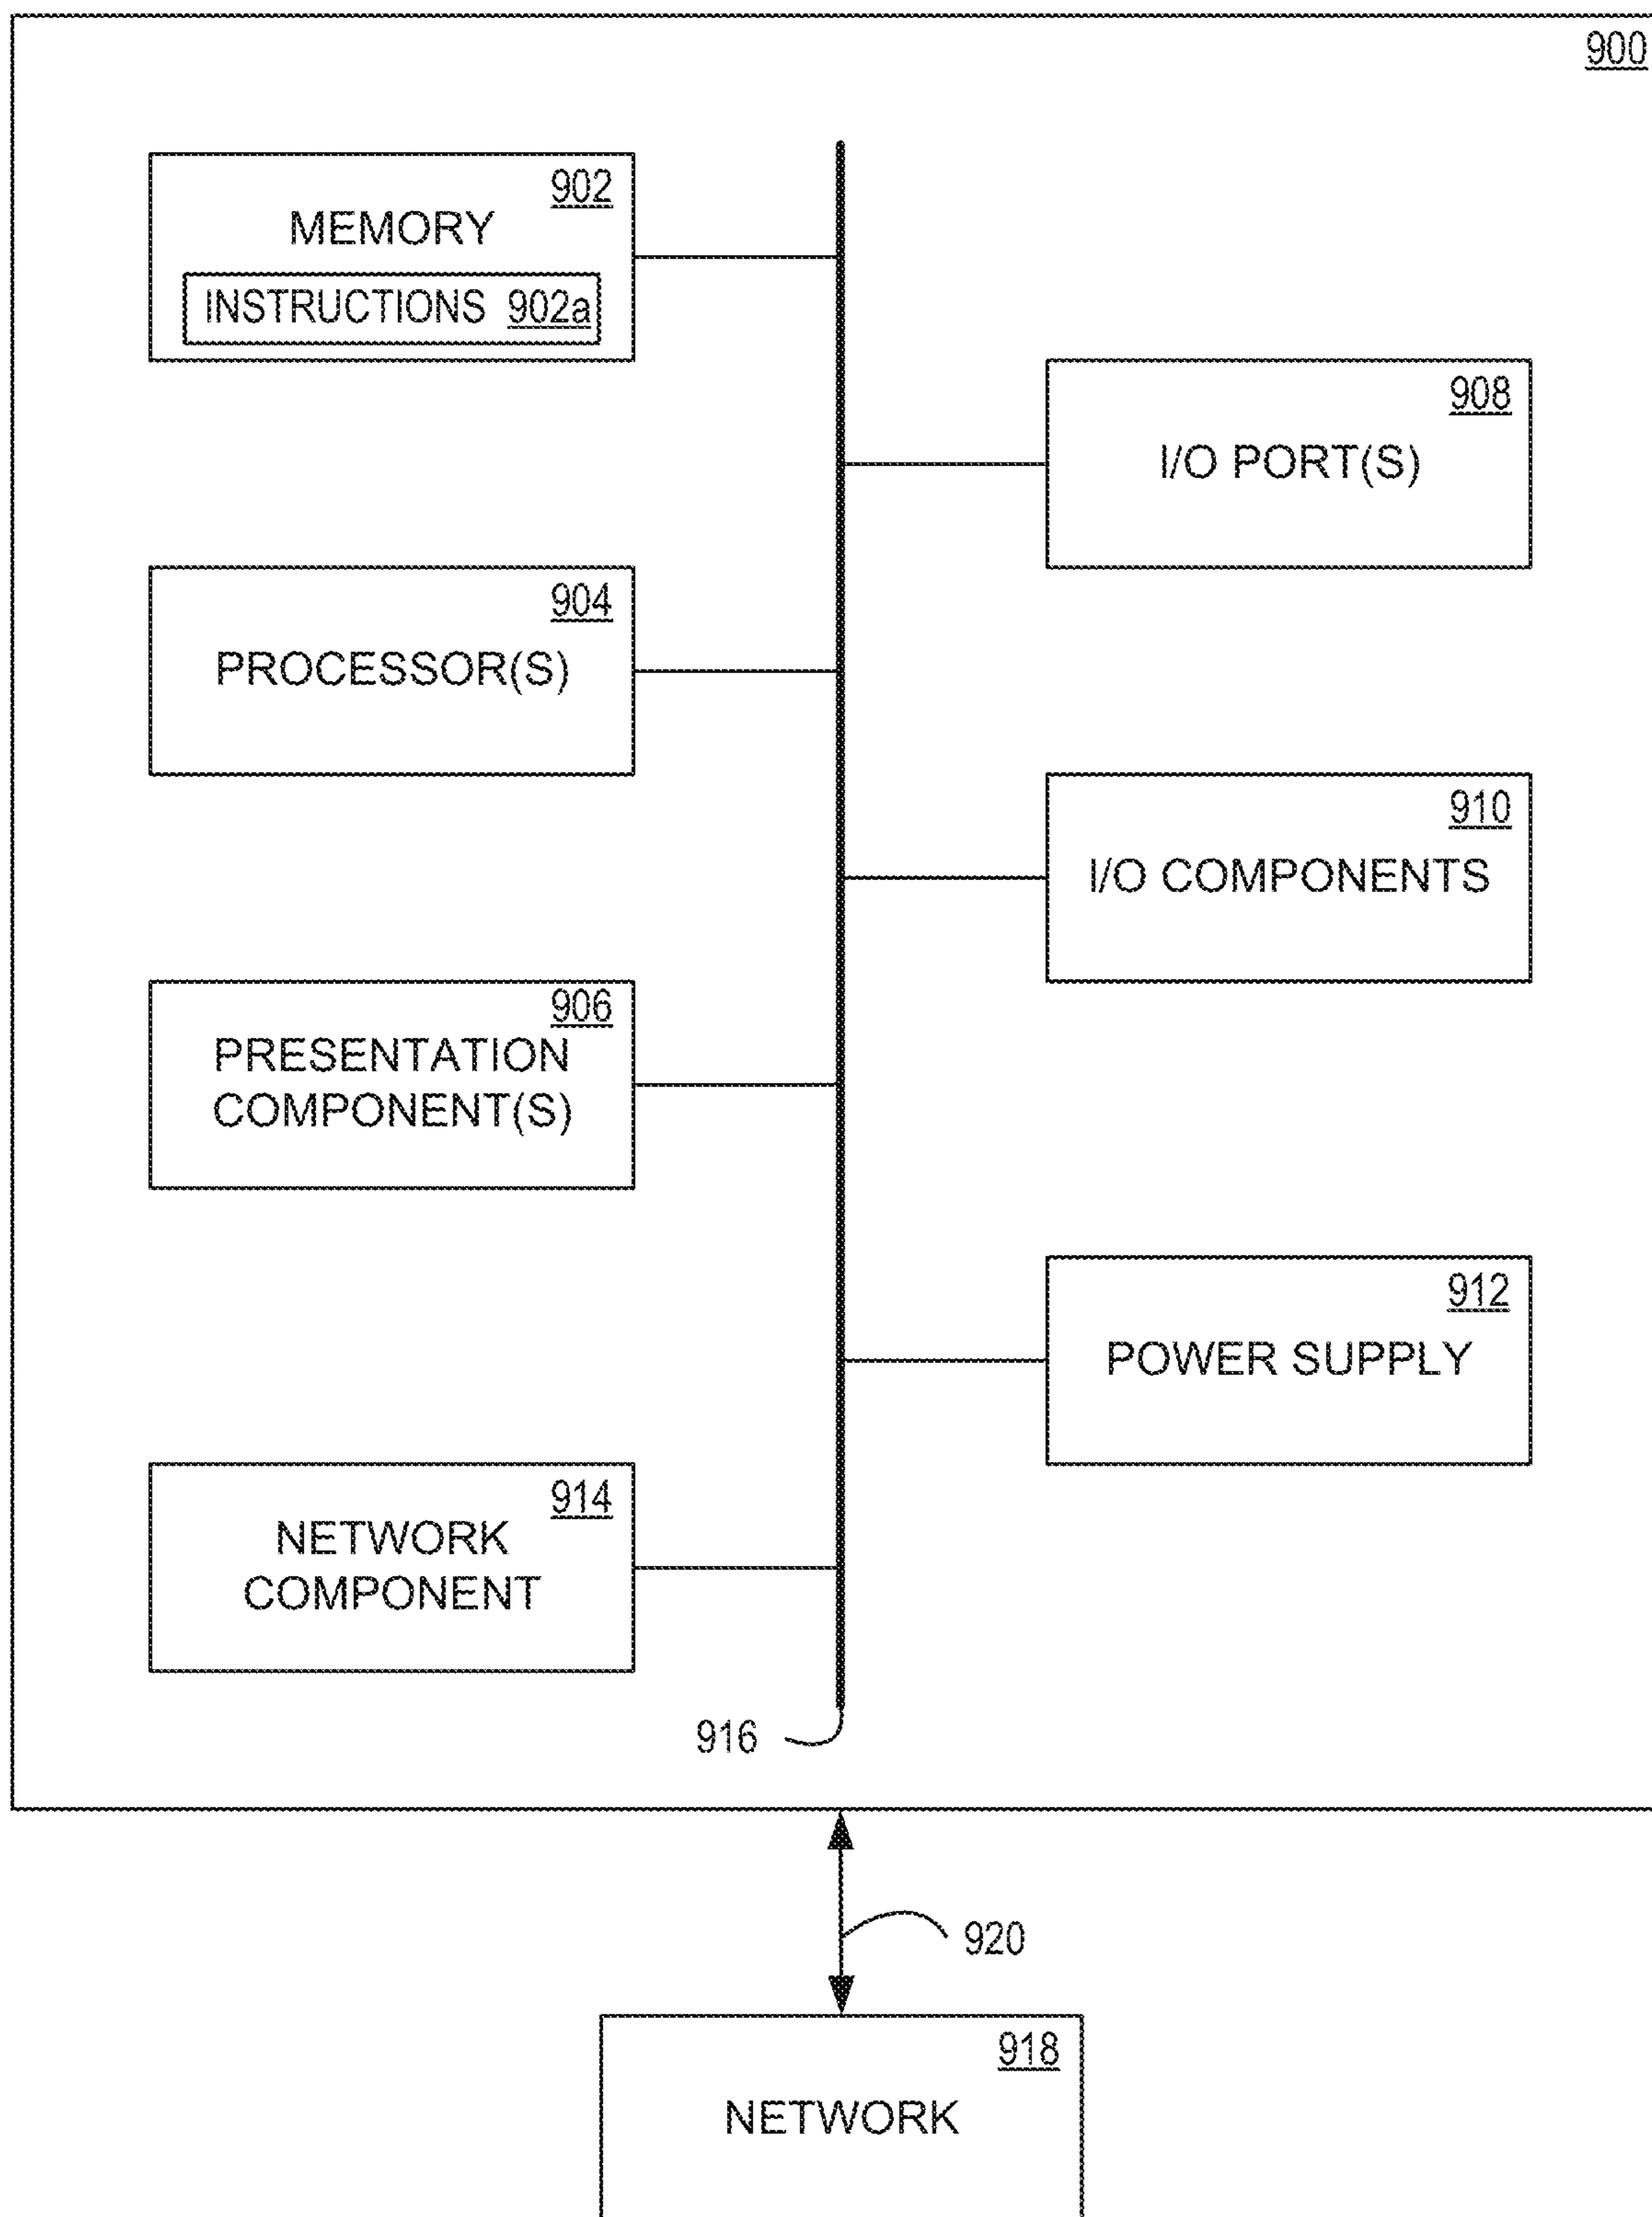 900
902
MEMORY
INSTRUCTIONS 902a
908
I/O PORT(S)
904
PROCESSOR(S)
910
I/O COMPONENTS
906
PRESENTATION
COMPONENT(S)
912
POWER SUPPLY
914
NETWORK
COMPONENT
916
920
918
NETWORK